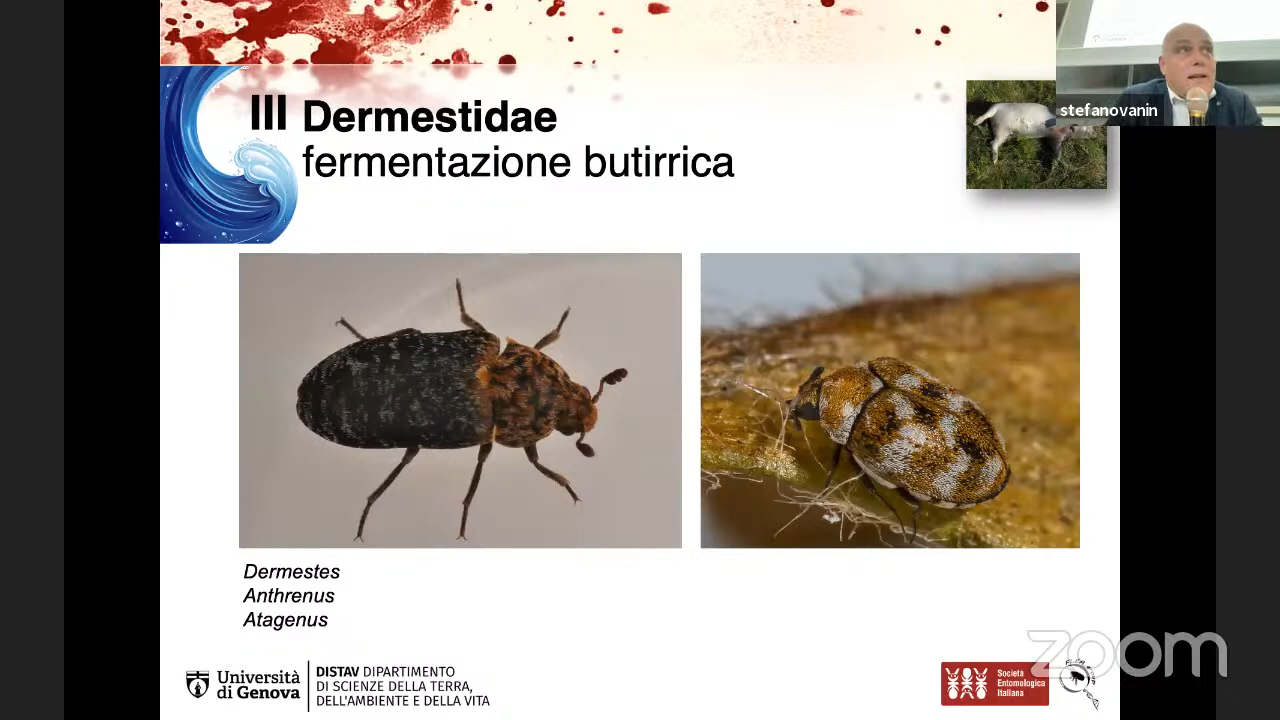 III Dermestidae
fermentazione butirrica
stefanovanin
Dermestes
Anthrenus
Atagenus
Università
di Genova
DISTAV DIPARTIMENTO
DI SCIENZE DELLA TERRA,
DELL'AMBIENTE E DELLA VITA
Società
Entomologica
Italiana
zoom